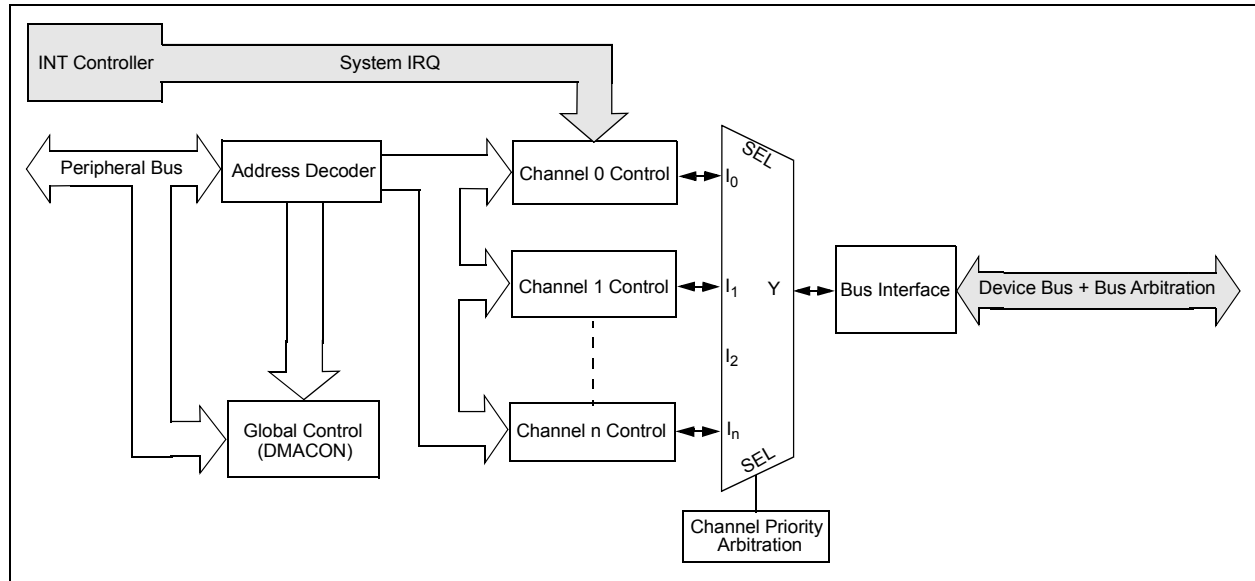 INT Controller
System IRQ
Peripheral Bus
Address Decoder
Channel 0 Control
SEL
I0
Channel 1 Control
I1
Y
Bus Interface
Device Bus + Bus Arbitration
I2
Global Control
(DMACON)
Channel n Control
In
SEL
Channel Priority
Arbitration